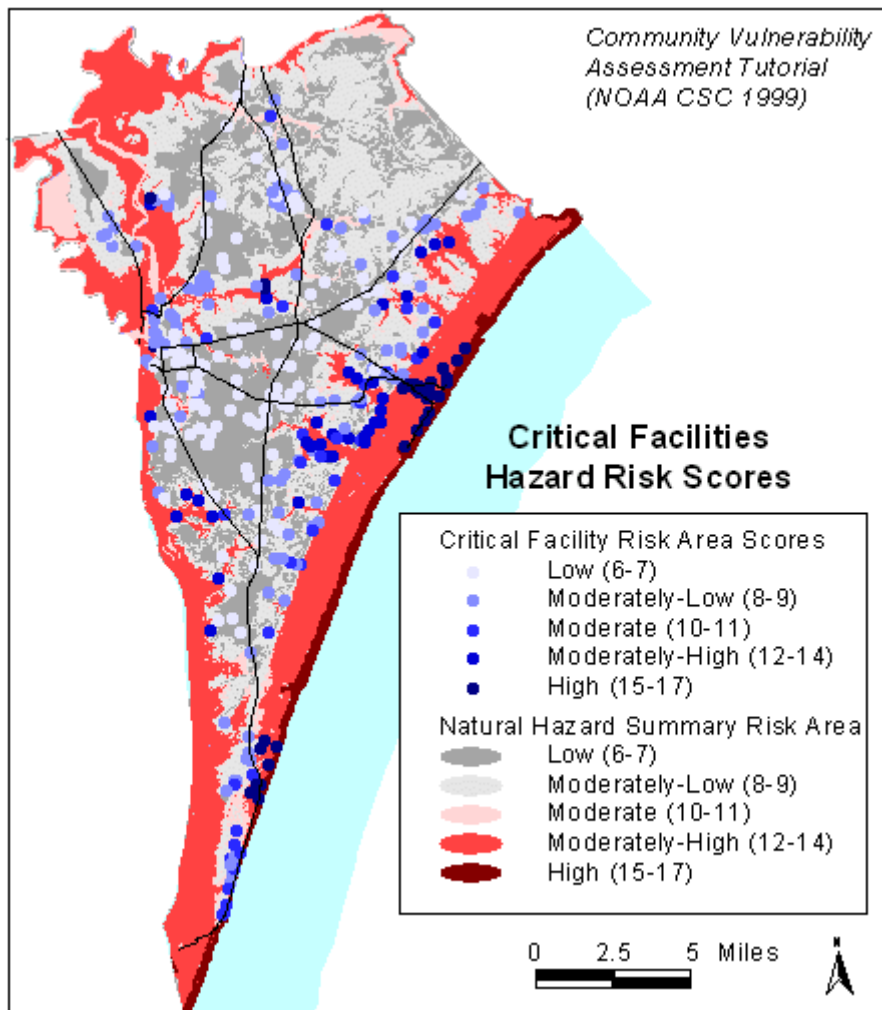 Community Vulnerability
Assessment Tutorial
(NOAA CSC 1999)
Critical Facilities
Hazard Risk Scores
Critical Facility Risk Area Scores
Low (6-7)
Moderately-Low (8-9)
Moderate (10-11)
Moderately-High (12-14)
High (15-17)
Natural Hazard Summary Risk Area
Low (6-7)
Moderately-Low (8-9)
Moderate (10-11)
Moderately-High (12-14)
High (15-17)
0 2.5 5 Miles
N